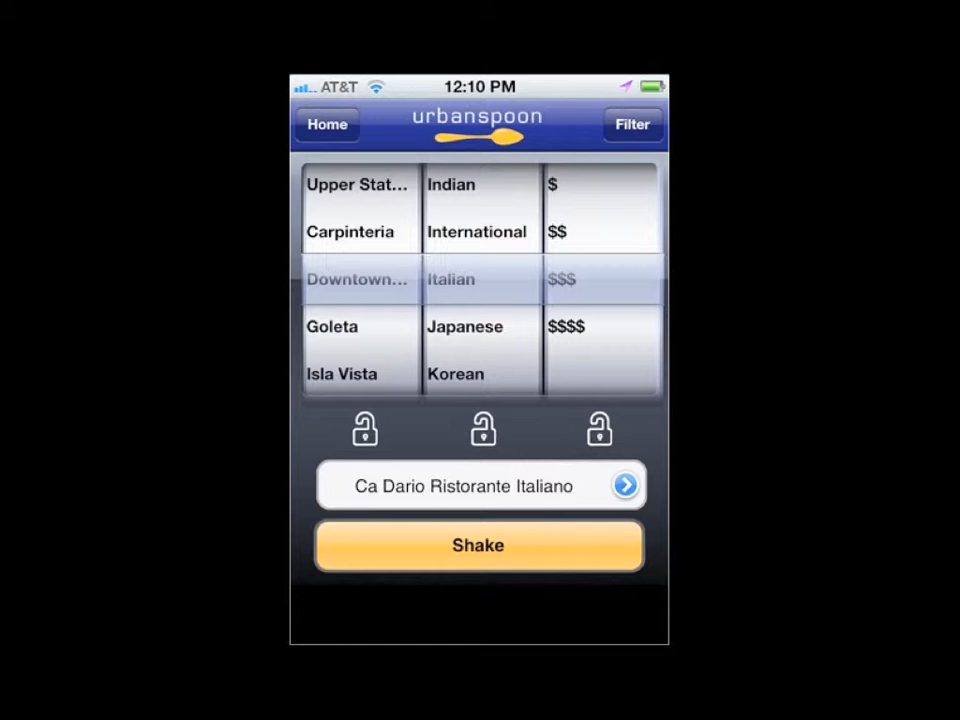 AT&T 12:10 PM
Home urbanspoon Filter
Upper Stat... Indian $
Carpinteria International $$
Downtown... Italian $$$
Goleta Japanese $$$$
Isla Vista Korean
Ca Dario Ristorante Italiano
Shake